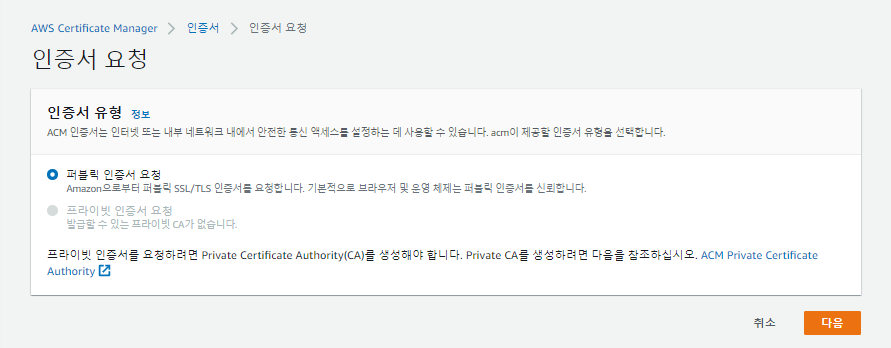 AWS Certificate Manager > 인증서 > 인증서 요청
인증서 요청
인증서 유형 정보
ACM 인증서는 인터넷 또는 내부 네트워크 내에서 안전한 통신 액세스를 설정하는 데 사용할 수 있습니다. acm이 제공할 인증서 유형을 선택합니다.
퍼블릭 인증서 요청
Amazon으로부터 퍼블릭 SSL/TLS 인증서를 요청합니다. 기본적으로 브라우저 및 운영 체제는 퍼블릭 인증서를 신뢰합니다.
프라이빗 인증서 요청
발급할 수 있는 프라이빗 CA가 없습니다.
프라이빗 인증서를 요청하려면 Private Certificate Authority(CA)를 생성해야 합니다. Private CA를 생성하려면 다음을 참조하십시오. ACM Private Certificate
Authority
취소 다음